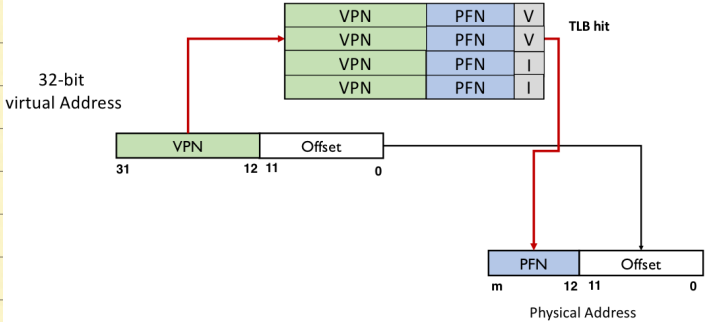 VPN PFN V
VPN PFN V
VPN PFN I
VPN PFN I
TLB hit
32-bit
virtual Address
VPN Offset
31 12 11 0
PFN Offset
m 12 11 0
Physical Address